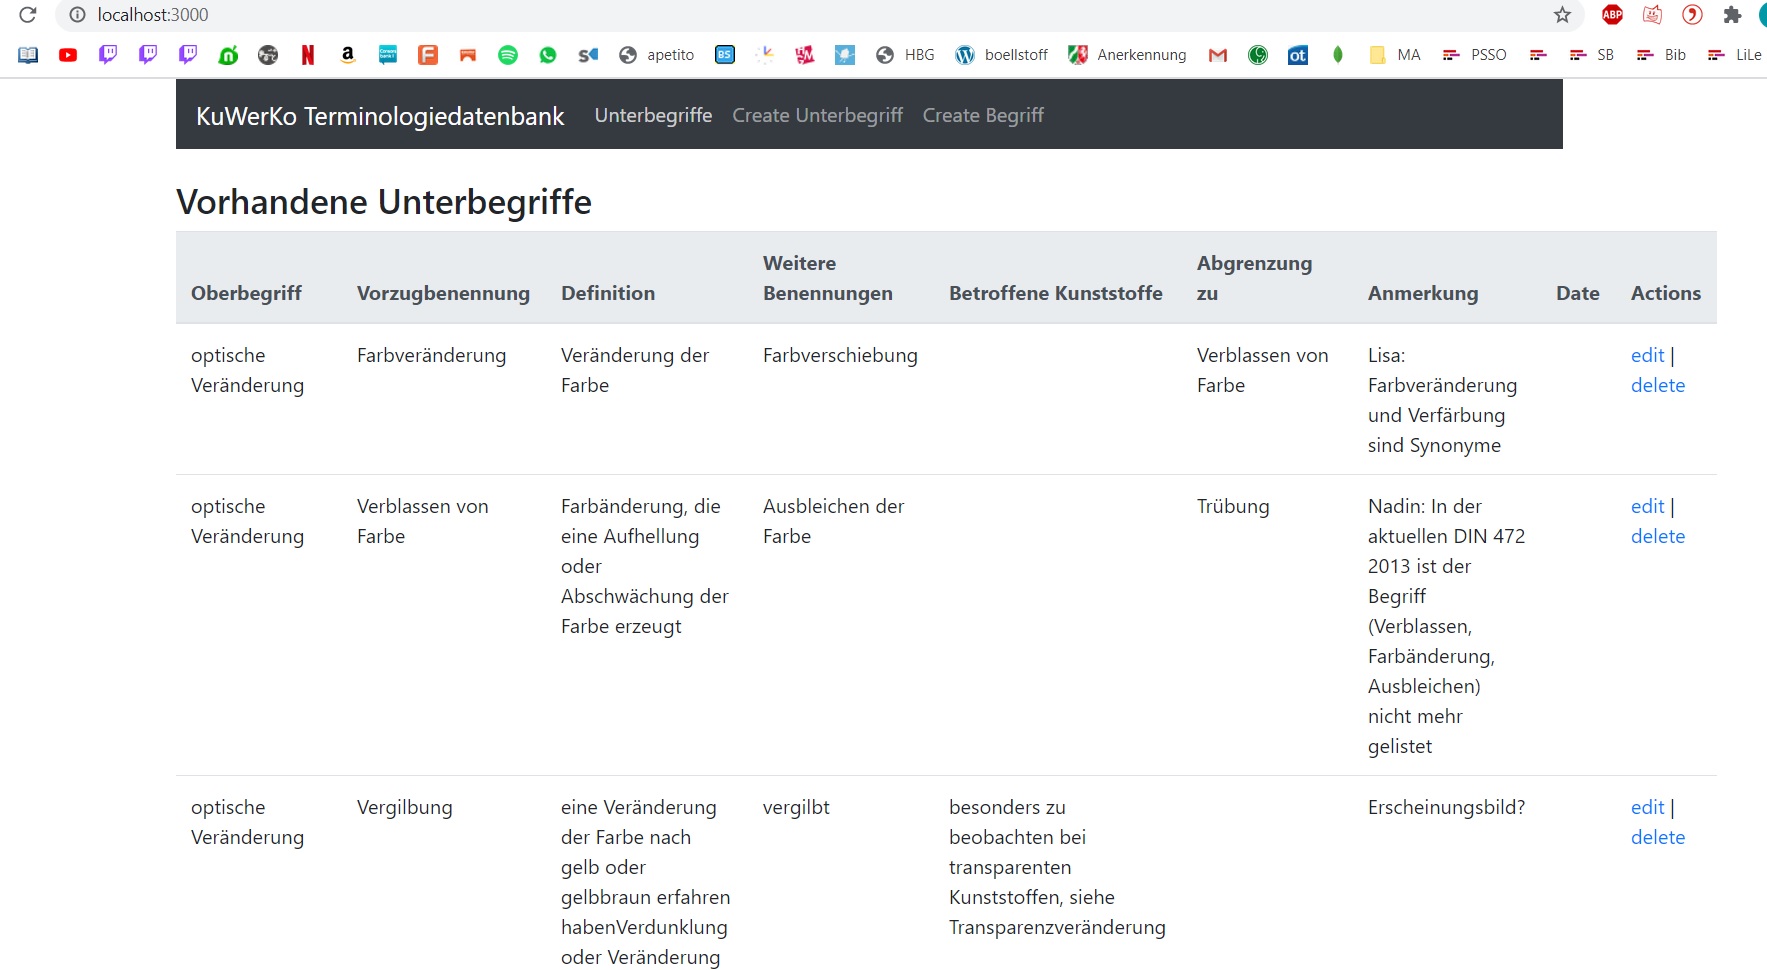 localhost:3000
ABP
apetito
BS
HBG
boellstoff
Anerkennung
ot
MA
PSSO
SB
Bib
LiLe
KuWerKo Terminologiedatenbank Unterbegriffe Create Unterbegriff Create Begriff
Vorhandene Unterbegriffe
Oberbegriff
Vorzugbenennung
Definition
Weitere
Benennungen
Betroffene Kunststoffe
Abgrenzung
zu
Anmerkung
Date
Actions
optische
Veränderung
Farbveränderung
Veränderung der
Farbe
Farbverschiebung
Verblassen von
Farbe
Lisa:
Farbveränderung
und Verfärbung
sind Synonyme
edit |
delete
optische
Veränderung
Verblassen von
Farbe
Farbänderung, die
eine Aufhellung
oder
Abschwächung der
Farbe erzeugt
Ausbleichen der
Farbe
Trübung
Nadin: In der
aktuellen DIN 472
2013 ist der
Begriff
(Verblassen,
Farbänderung,
Ausbleichen)
nicht mehr
gelistet
edit |
delete
optische
Veränderung
Vergilbung
eine Veränderung
der Farbe nach
gelb oder
gelbbraun erfahren
habenVerdunklung
oder Veränderung
vergilbt
besonders zu
beobachten bei
transparenten
Kunststoffen, siehe
Transparenzveränderung
Erscheinungsbild?
edit |
delete